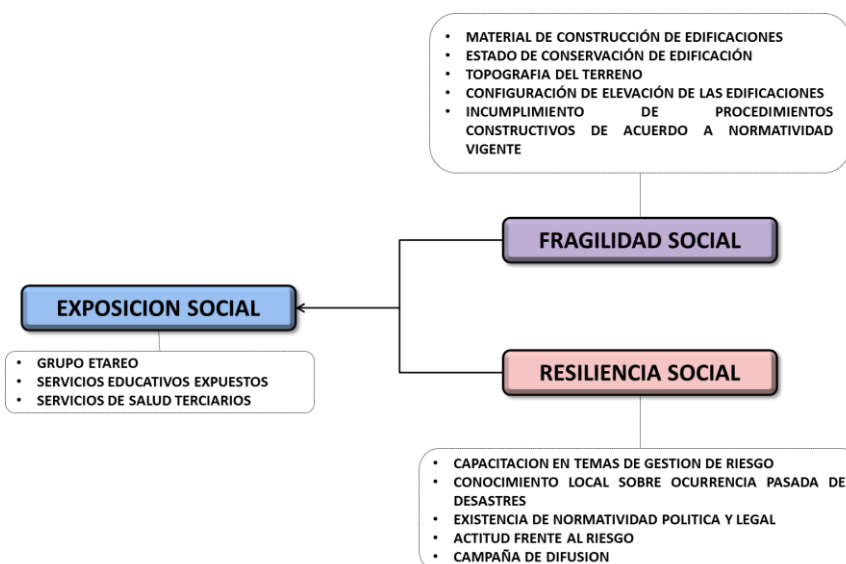 • MATERIAL DE CONSTRUCCIÓN DE EDIFICACIONES
• ESTADO DE CONSERVACIÓN DE EDIFICACIÓN
• TOPOGRAFIA DEL TERRENO
• CONFIGURACIÓN DE ELEVACIÓN DE LAS EDIFICACIONES
• INCUMPLIMIENTO DE PROCEDIMIENTOS
CONSTRUCTIVOS DE ACUERDO A NORMATIVIDAD
VIGENTE
FRAGILIDAD SOCIAL
EXPOSICION SOCIAL
• GRUPO ETAREO
• SERVICIOS EDUCATIVOS EXPUESTOS
• SERVICIOS DE SALUD TERCIARIOS
RESILIENCIA SOCIAL
• CAPACITACION EN TEMAS DE GESTION DE RIESGO
• CONOCIMIENTO LOCAL SOBRE OCURRENCIA PASADA DE
DESASTRES
• EXISTENCIA DE NORMATIVIDAD POLITICA Y LEGAL
• ACTITUD FRENTE AL RIESGO
• CAMPAÑA DE DIFUSION